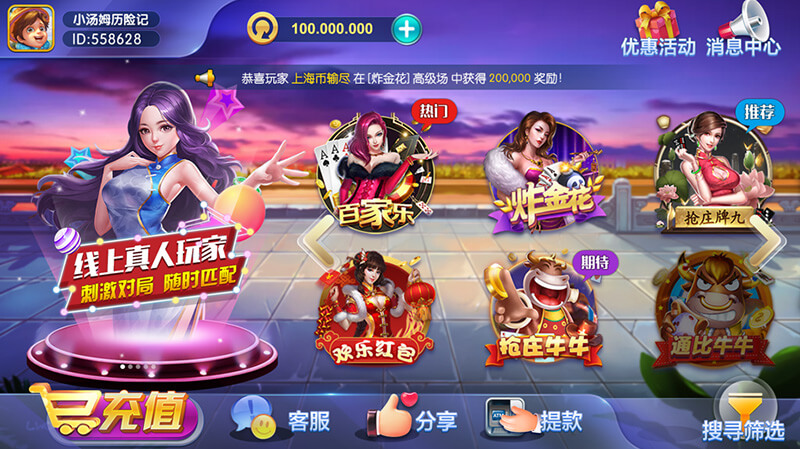 小汤姆历险记
ID:558628
100.000.000
优惠活动
消息中心
恭喜玩家 上海币输尽 在 [炸金花] 高级场 中获得 200,000 奖励!
热门
推荐
百家乐
炸金花
抢庄牌九
线上真人玩家
刺激对局 随时匹配
期待
欢乐红包
抢庄牛牛
通比牛牛
充值
客服
分享
ATM
提款
搜寻筛选